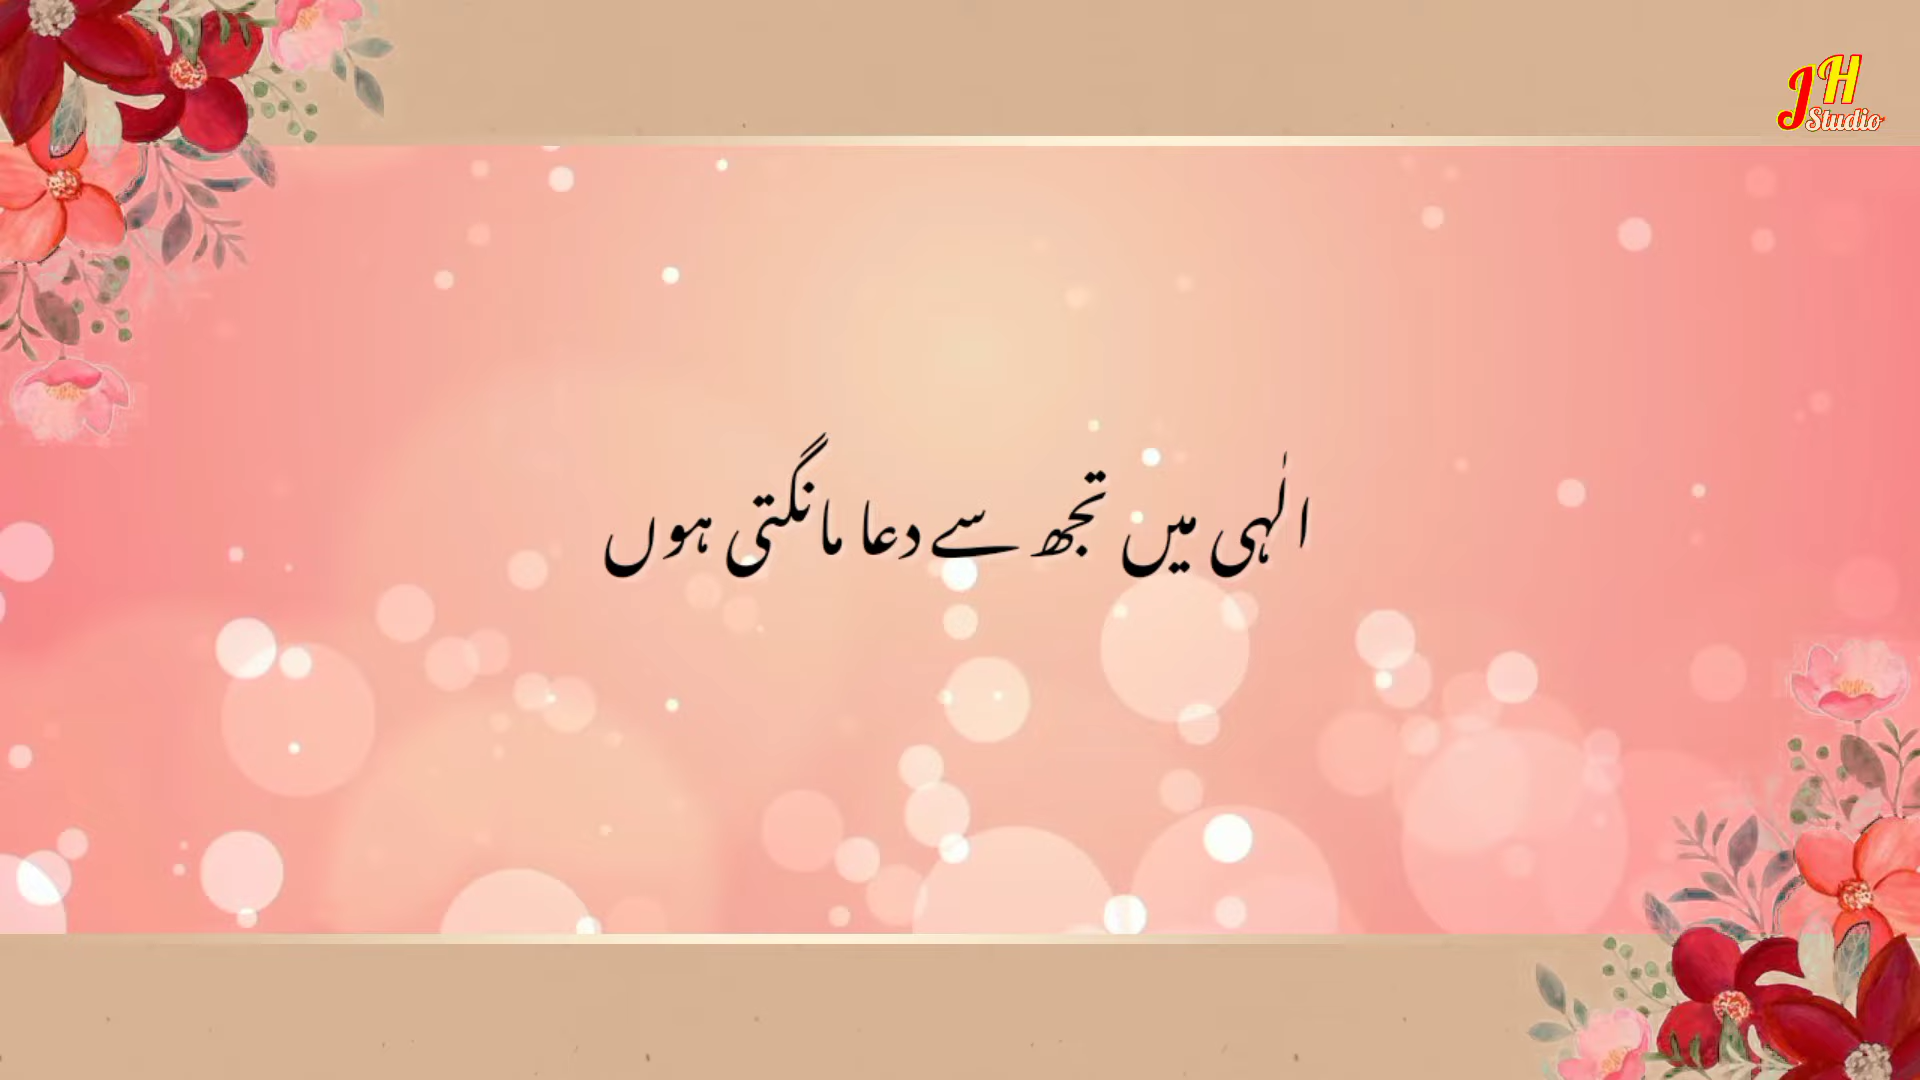 JH
Studio
الٰہی میں تجھ سے دعا مانگتی ہوں